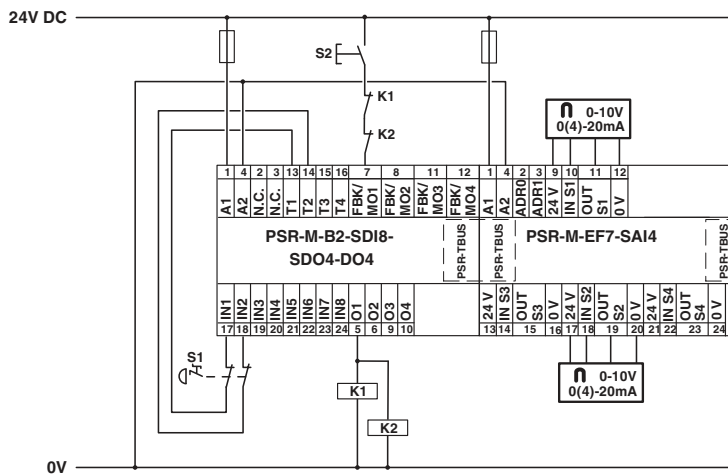 24V DC
S2
K1
K2
0-10V
0(4)-20mA
1 4 2 3 13 14 15 16 7 8 11 12 1 4 2 3 9 10 11 12
A1 A2 N.C. N.C. T1 T2 T3 T4 FBK/MO1 FBK/MO2 FBK/MO3 FBK/MO4 A1 A2 ADR0 ADR1 24 V IN S1 OUT S1 0 V
PSR-M-B2-SDI8-
SDO4-DO4
PSR-TBUS
PSR-TBUS
PSR-M-EF7-SAI4
PSR-TBUS
IN1 IN2 IN3 IN4 IN5 IN6 IN7 IN8 O1 O2 O3 O4 24 V IN S3 OUT S3 0 V 24 V IN S2 OUT S2 0 V 24 V IN S4 OUT S4 0 V
17 18 19 20 21 22 23 24 5 6 9 10 13 14 15 16 17 18 19 20 21 22 23 24
S1
K1
K2
0-10V
0(4)-20mA
0V